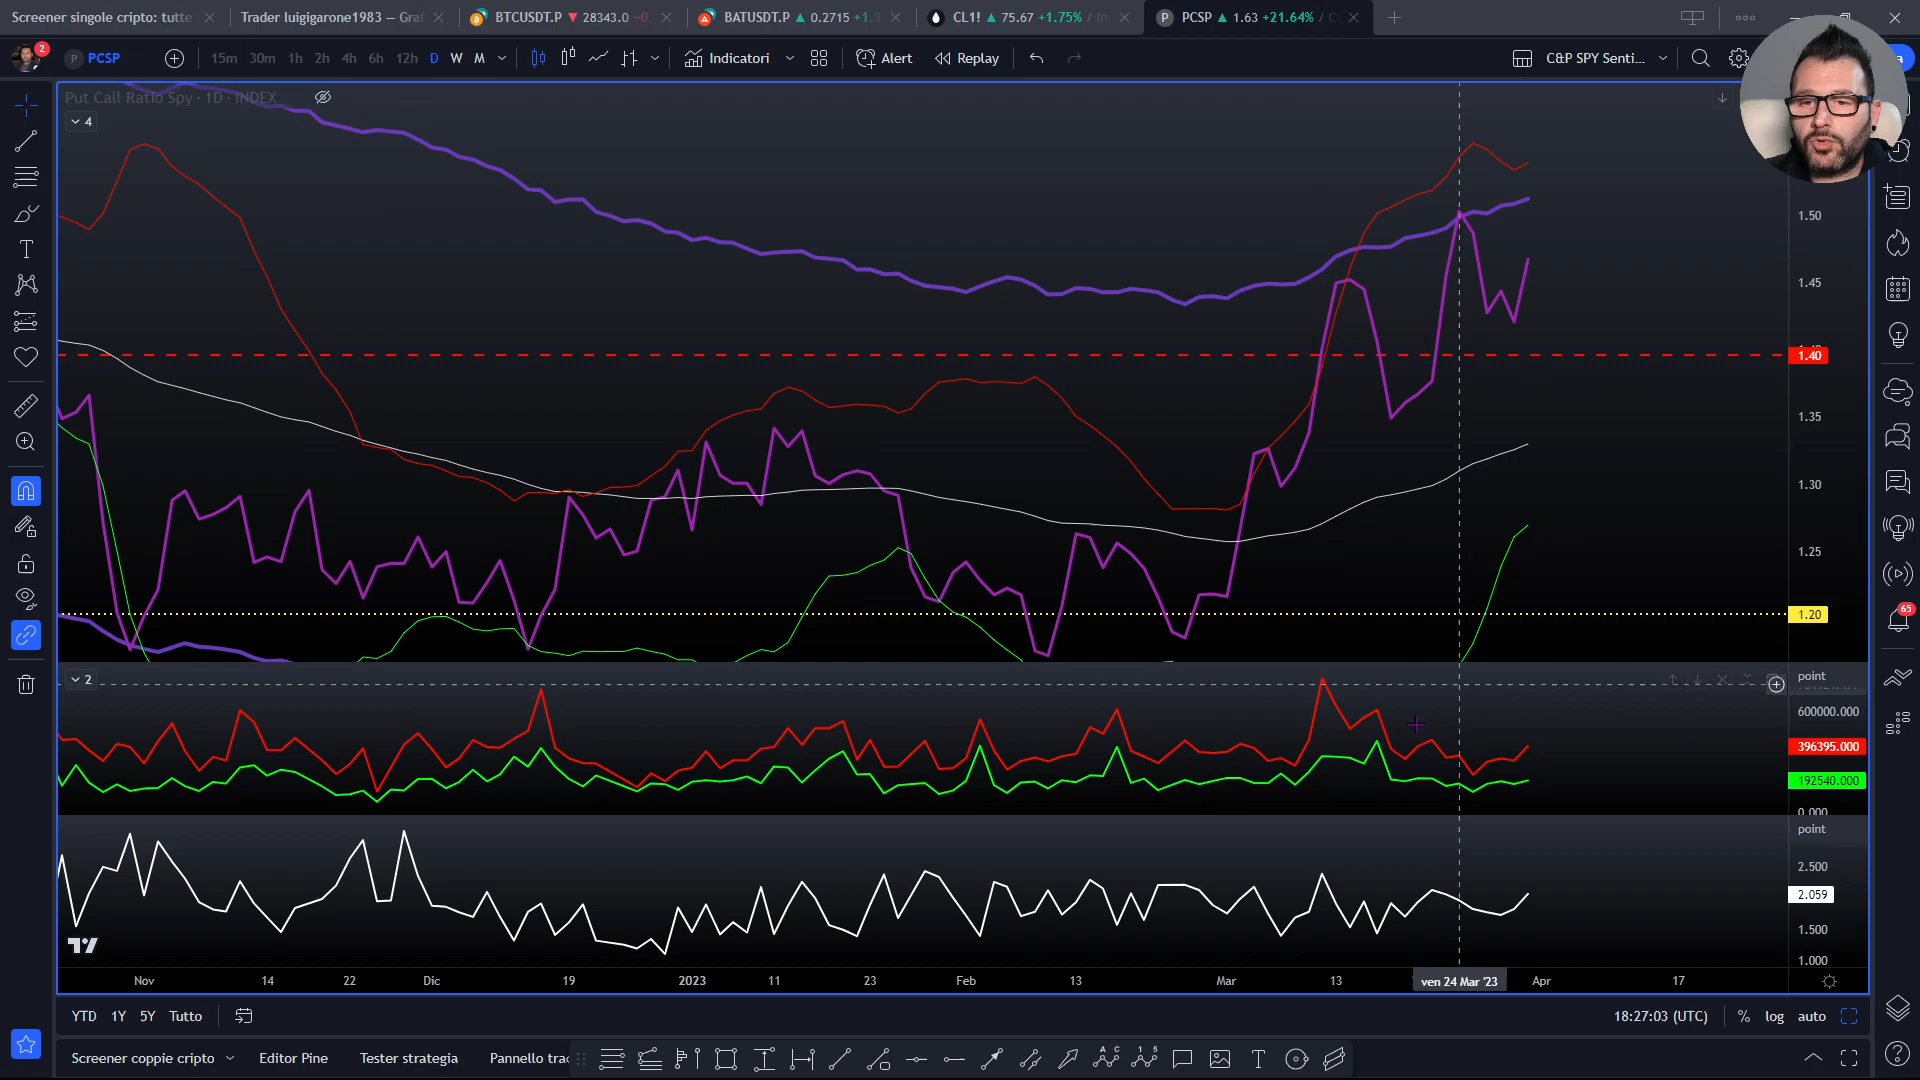 Screener singole cripto: tutte
Trader luigigarone1983 — Graf
BTCUSDT.P ▼ 28343.0 −0.
BATUSDT.P ▲ 0.2715 +1.3
CL1! ▲ 75.67 +1.75% /
P PCSP ▲ 1.63 +21.64% / C
2
P PCSP
15m 30m 1h 2h 4h 6h 12h D W M
Indicatori
Alert
Replay
C&P SPY Senti...
Put Call Ratio Spy · 1D · INDEX
4
1.50
1.45
1.40
1.35
1.30
1.25
1.20
65
2
point
600000.000
396395.000
192540.000
0.000
point
2.500
2.059
1.500
1.000
Nov 14 22 Dic 19 2023 11 23 Feb 13 Mar 13 ven 24 Mar '23 Apr 17
YTD 1Y 5Y Tutto
18:27:03 (UTC) % log auto
Screener coppie cripto Editor Pine Tester strategia Pannello trad
T